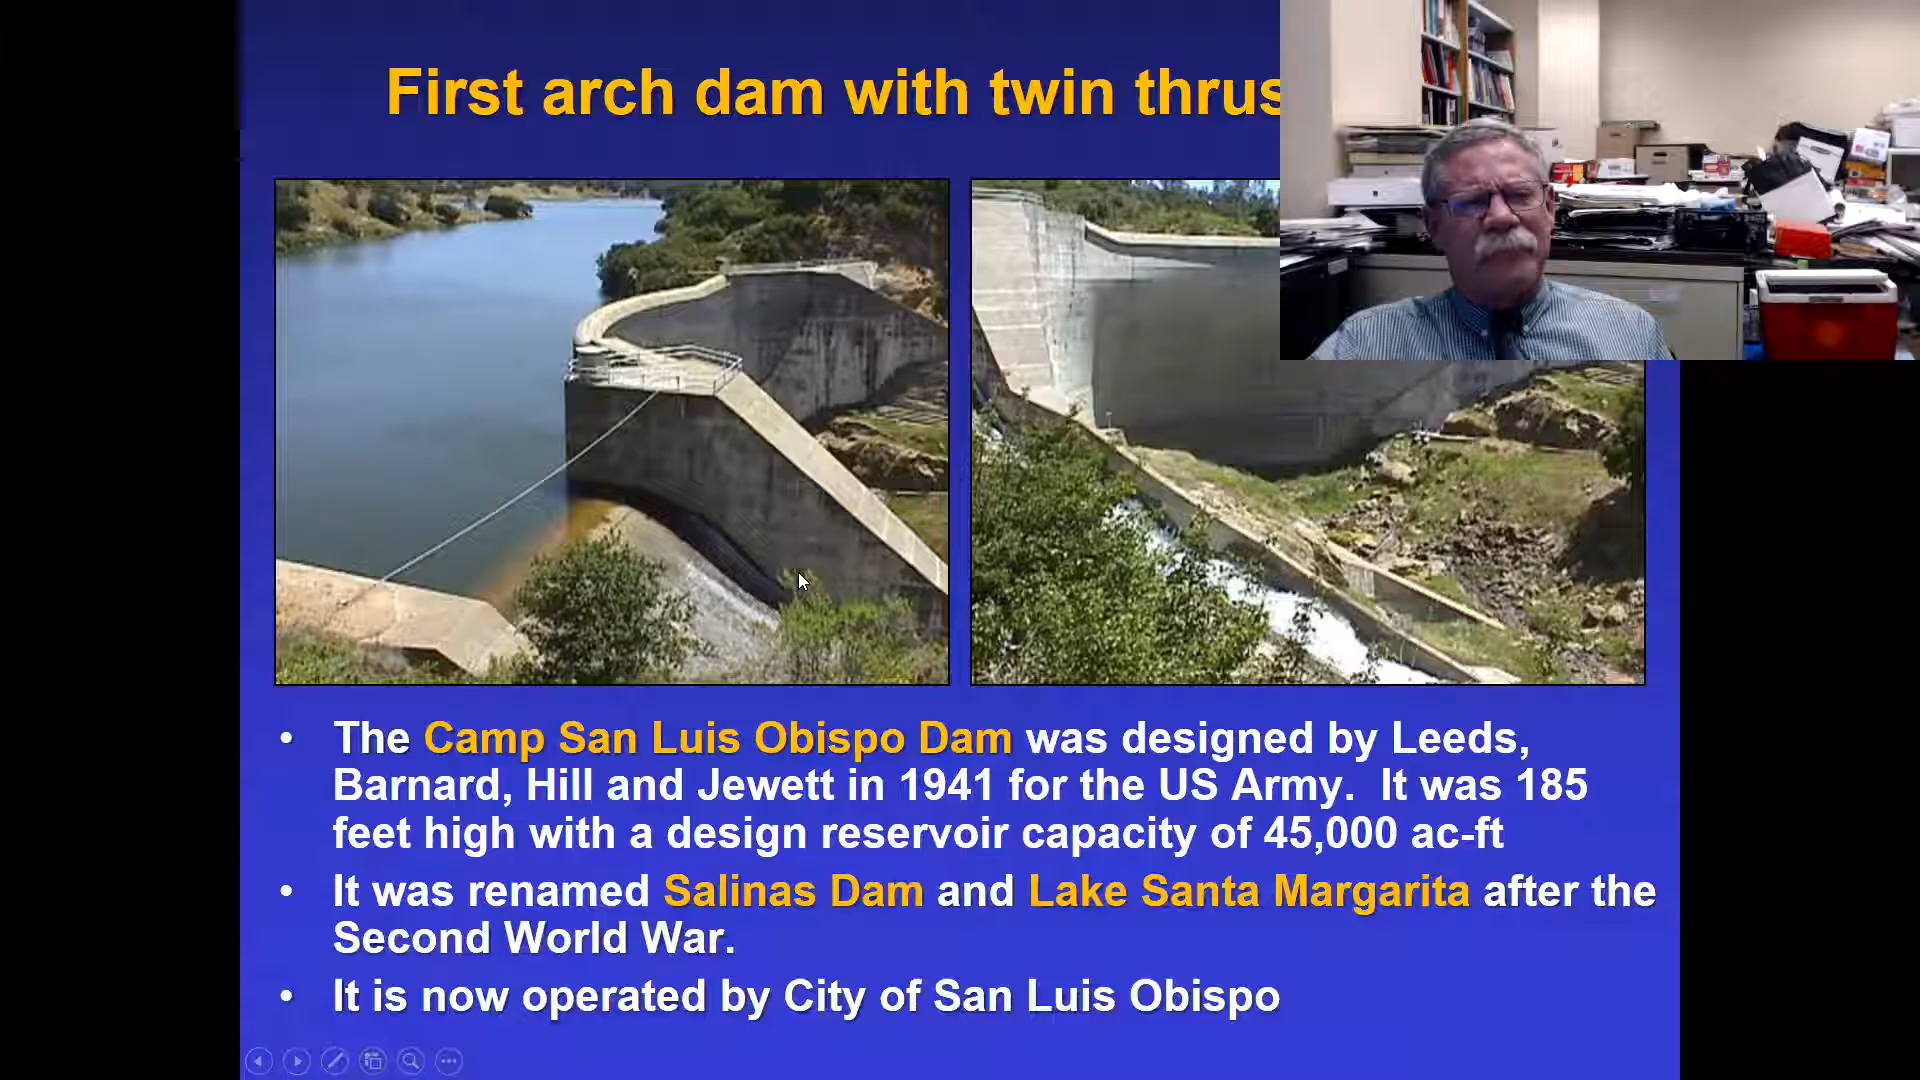 First arch dam with twin thrus
• The Camp San Luis Obispo Dam was designed by Leeds,
Barnard, Hill and Jewett in 1941 for the US Army. It was 185
feet high with a design reservoir capacity of 45,000 ac-ft
• It was renamed Salinas Dam and Lake Santa Margarita after the
Second World War.
• It is now operated by City of San Luis Obispo